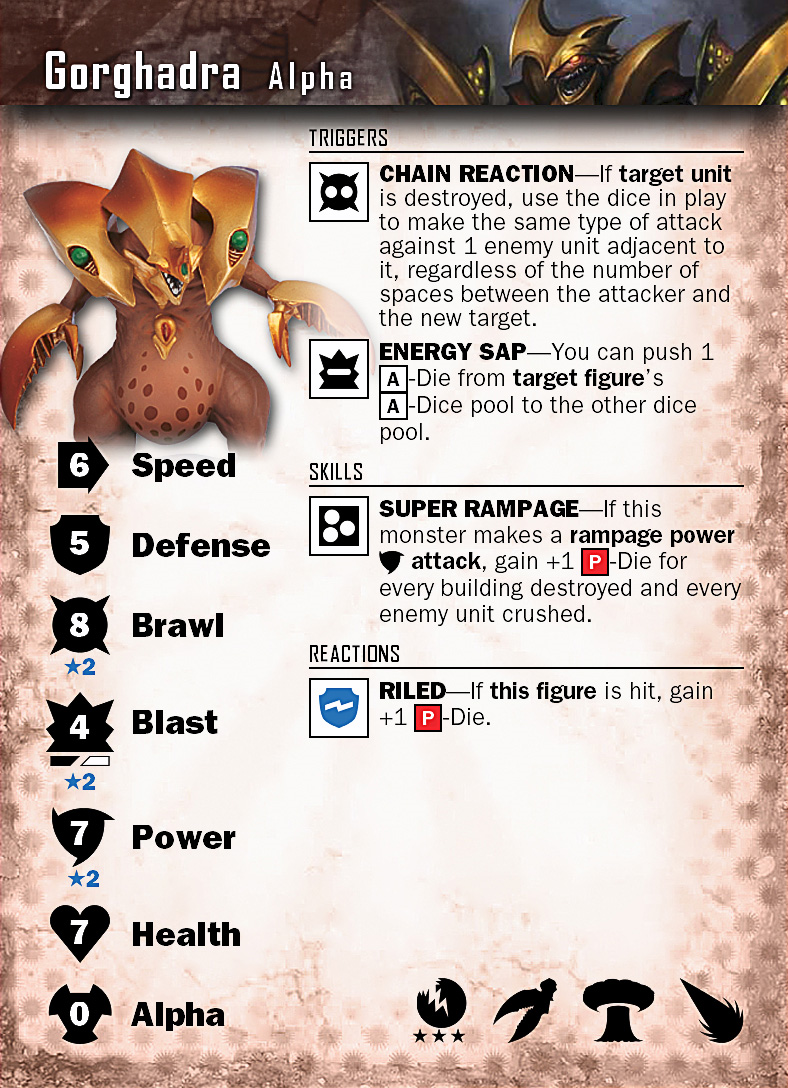 Gorghadra Alpha
TRIGGERS
CHAIN REACTION—If target unit
is destroyed, use the dice in play
to make the same type of attack
against 1 enemy unit adjacent to
it, regardless of the number of
spaces between the attacker and
the new target.
ENERGY SAP—You can push 1
A-Die from target figure's
A-Dice pool to the other dice
pool.
SKILLS
SUPER RAMPAGE—If this
monster makes a rampage power
attack, gain +1 P-Die for
every building destroyed and every
enemy unit crushed.
REACTIONS
RILED—If this figure is hit, gain
+1 P-Die.
6 Speed
5 Defense
8 Brawl
★2
4 Blast
★2
7 Power
★2
7 Health
0 Alpha
★★★